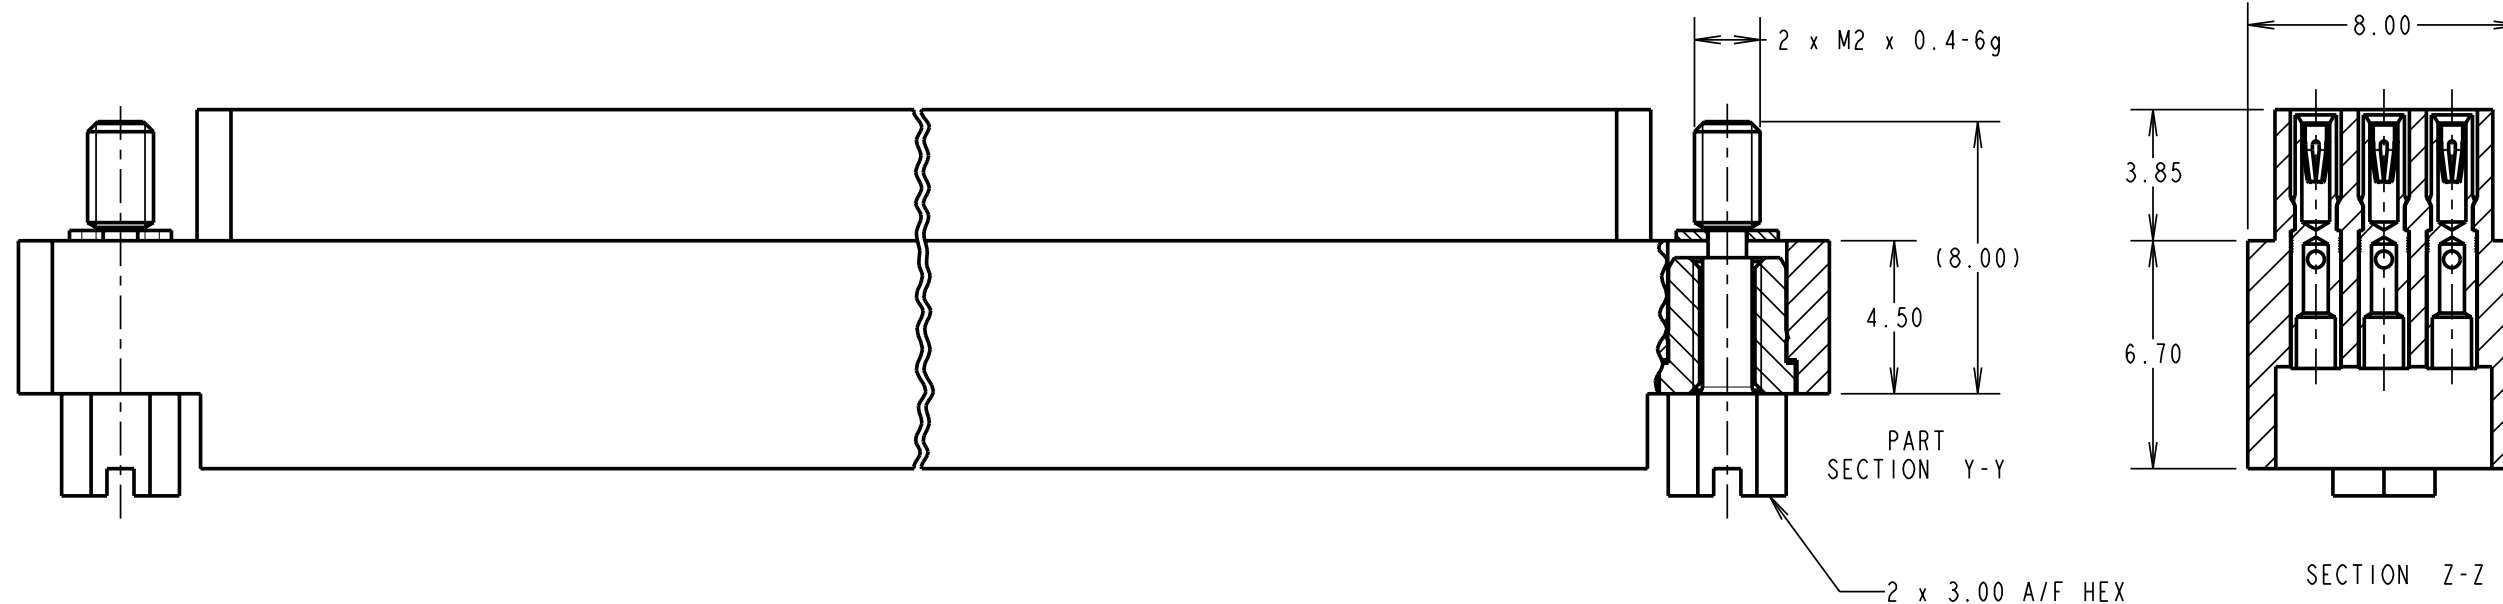 8.00
2 x M2 x 0.4-6g
3.85
(8.00)
4.50
6.70
PART
SECTION Y-Y
SECTION Z-Z
2 x 3.00 A/F HEX